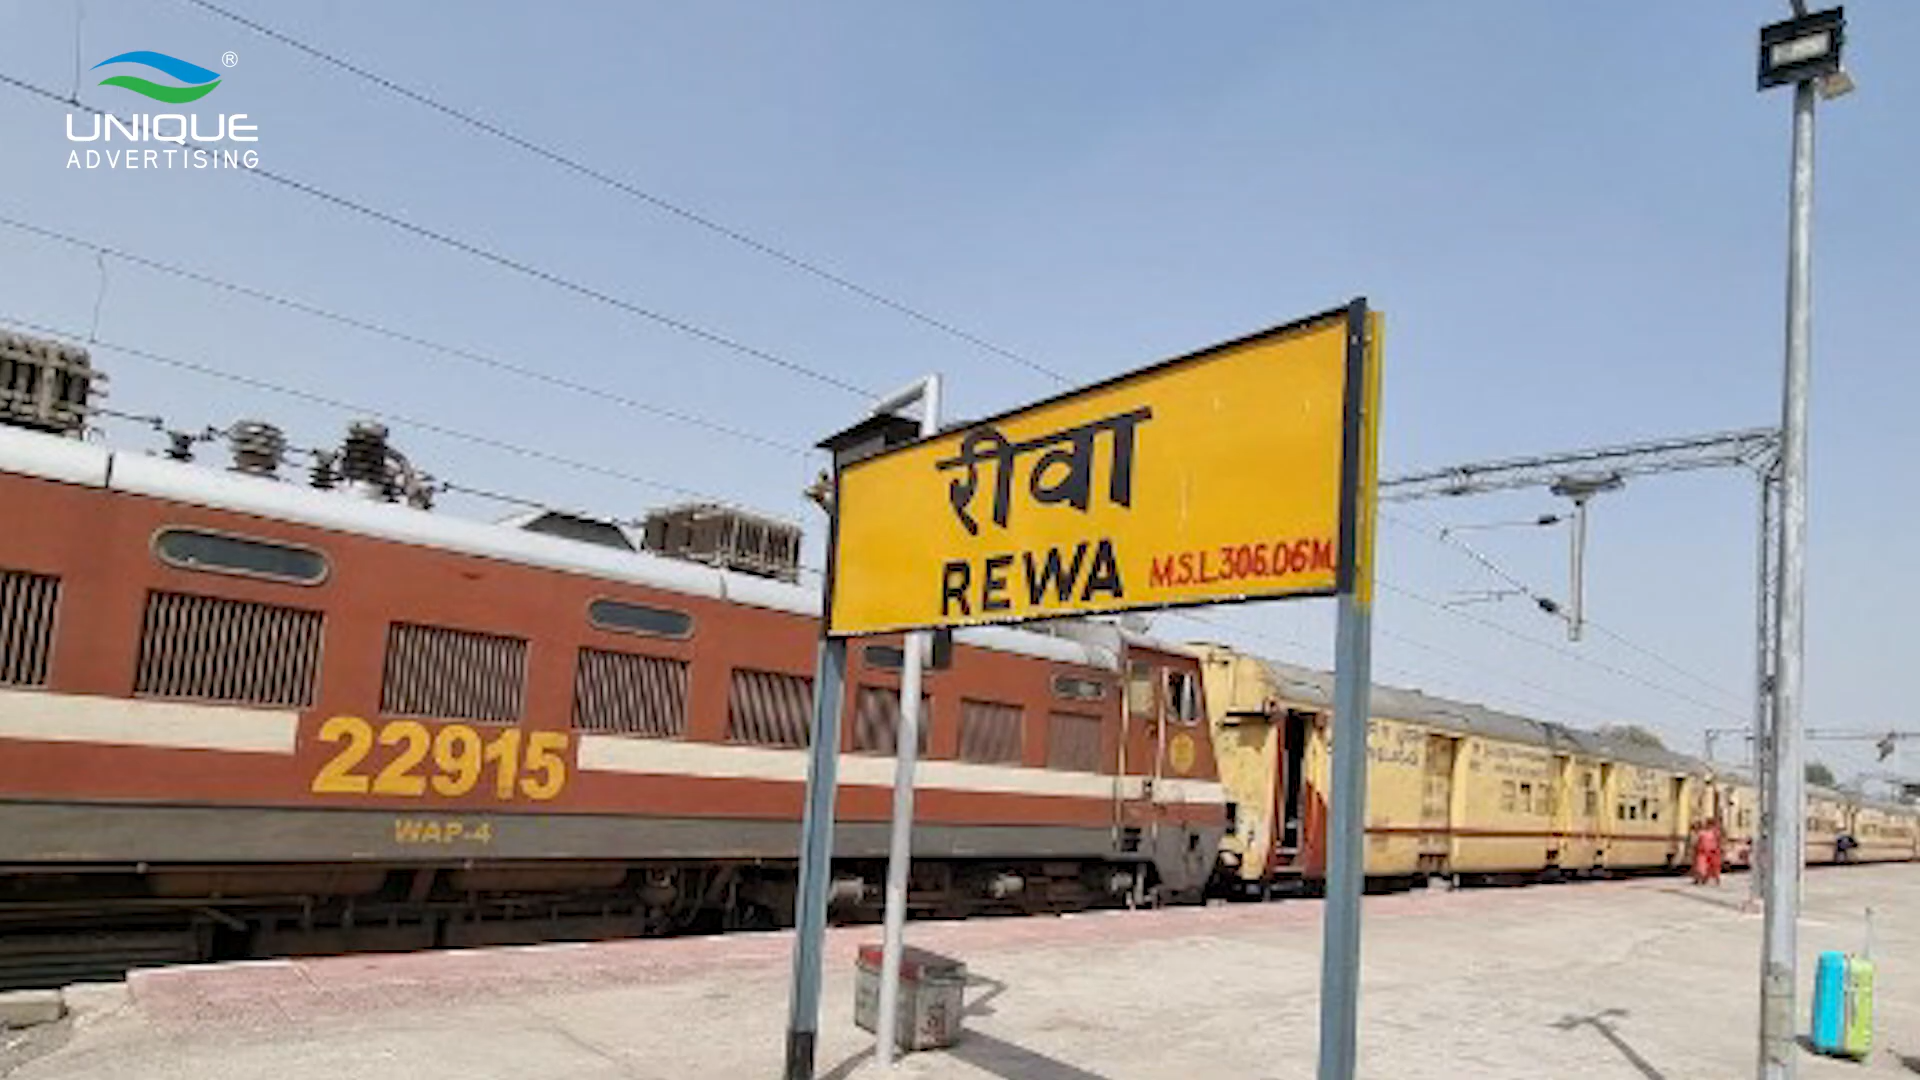 UNIQUE
ADVERTISING
®
रीवा
REWA
M.S.L.306.06M
22915
WAP-4